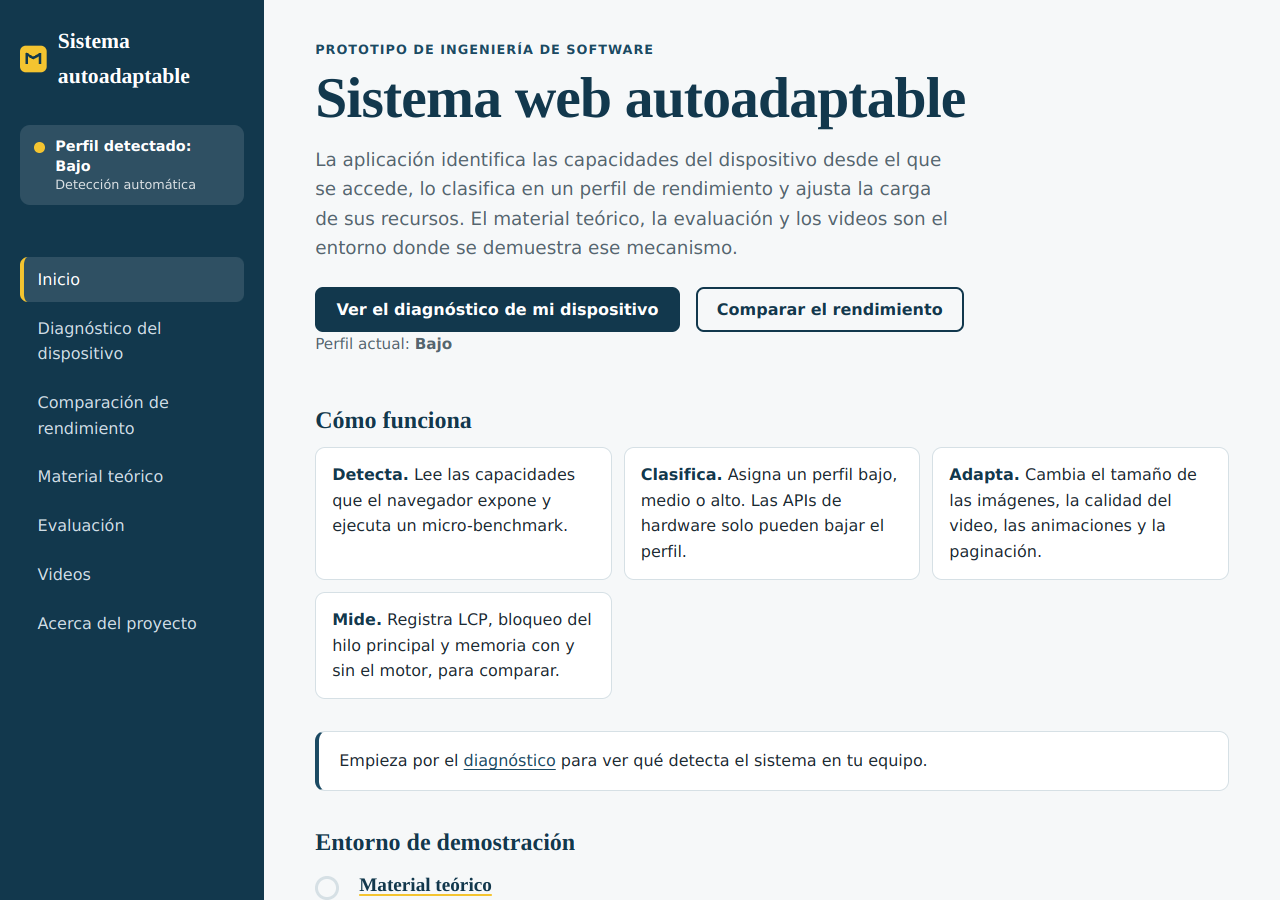 Sistema
autoadaptable
Perfil detectado:
Bajo
Detección automática
Inicio
Diagnóstico del
dispositivo
Comparación de
rendimiento
Material teórico
Evaluación
Videos
Acerca del proyecto
PROTOTIPO DE INGENIERÍA DE SOFTWARE
Sistema web autoadaptable
La aplicación identifica las capacidades del dispositivo desde el que
se accede, lo clasifica en un perfil de rendimiento y ajusta la carga
de sus recursos. El material teórico, la evaluación y los videos son el
entorno donde se demuestra ese mecanismo.
Ver el diagnóstico de mi dispositivo
Comparar el rendimiento
Perfil actual: Bajo
Cómo funciona
Detecta. Lee las capacidades
que el navegador expone y
ejecuta un micro-benchmark.
Clasifica. Asigna un perfil bajo,
medio o alto. Las APIs de
hardware solo pueden bajar el
perfil.
Adapta. Cambia el tamaño de
las imágenes, la calidad del
video, las animaciones y la
paginación.
Mide. Registra LCP, bloqueo del
hilo principal y memoria con y
sin el motor, para comparar.
Empieza por el diagnóstico para ver qué detecta el sistema en tu equipo.
Entorno de demostración
Material teórico